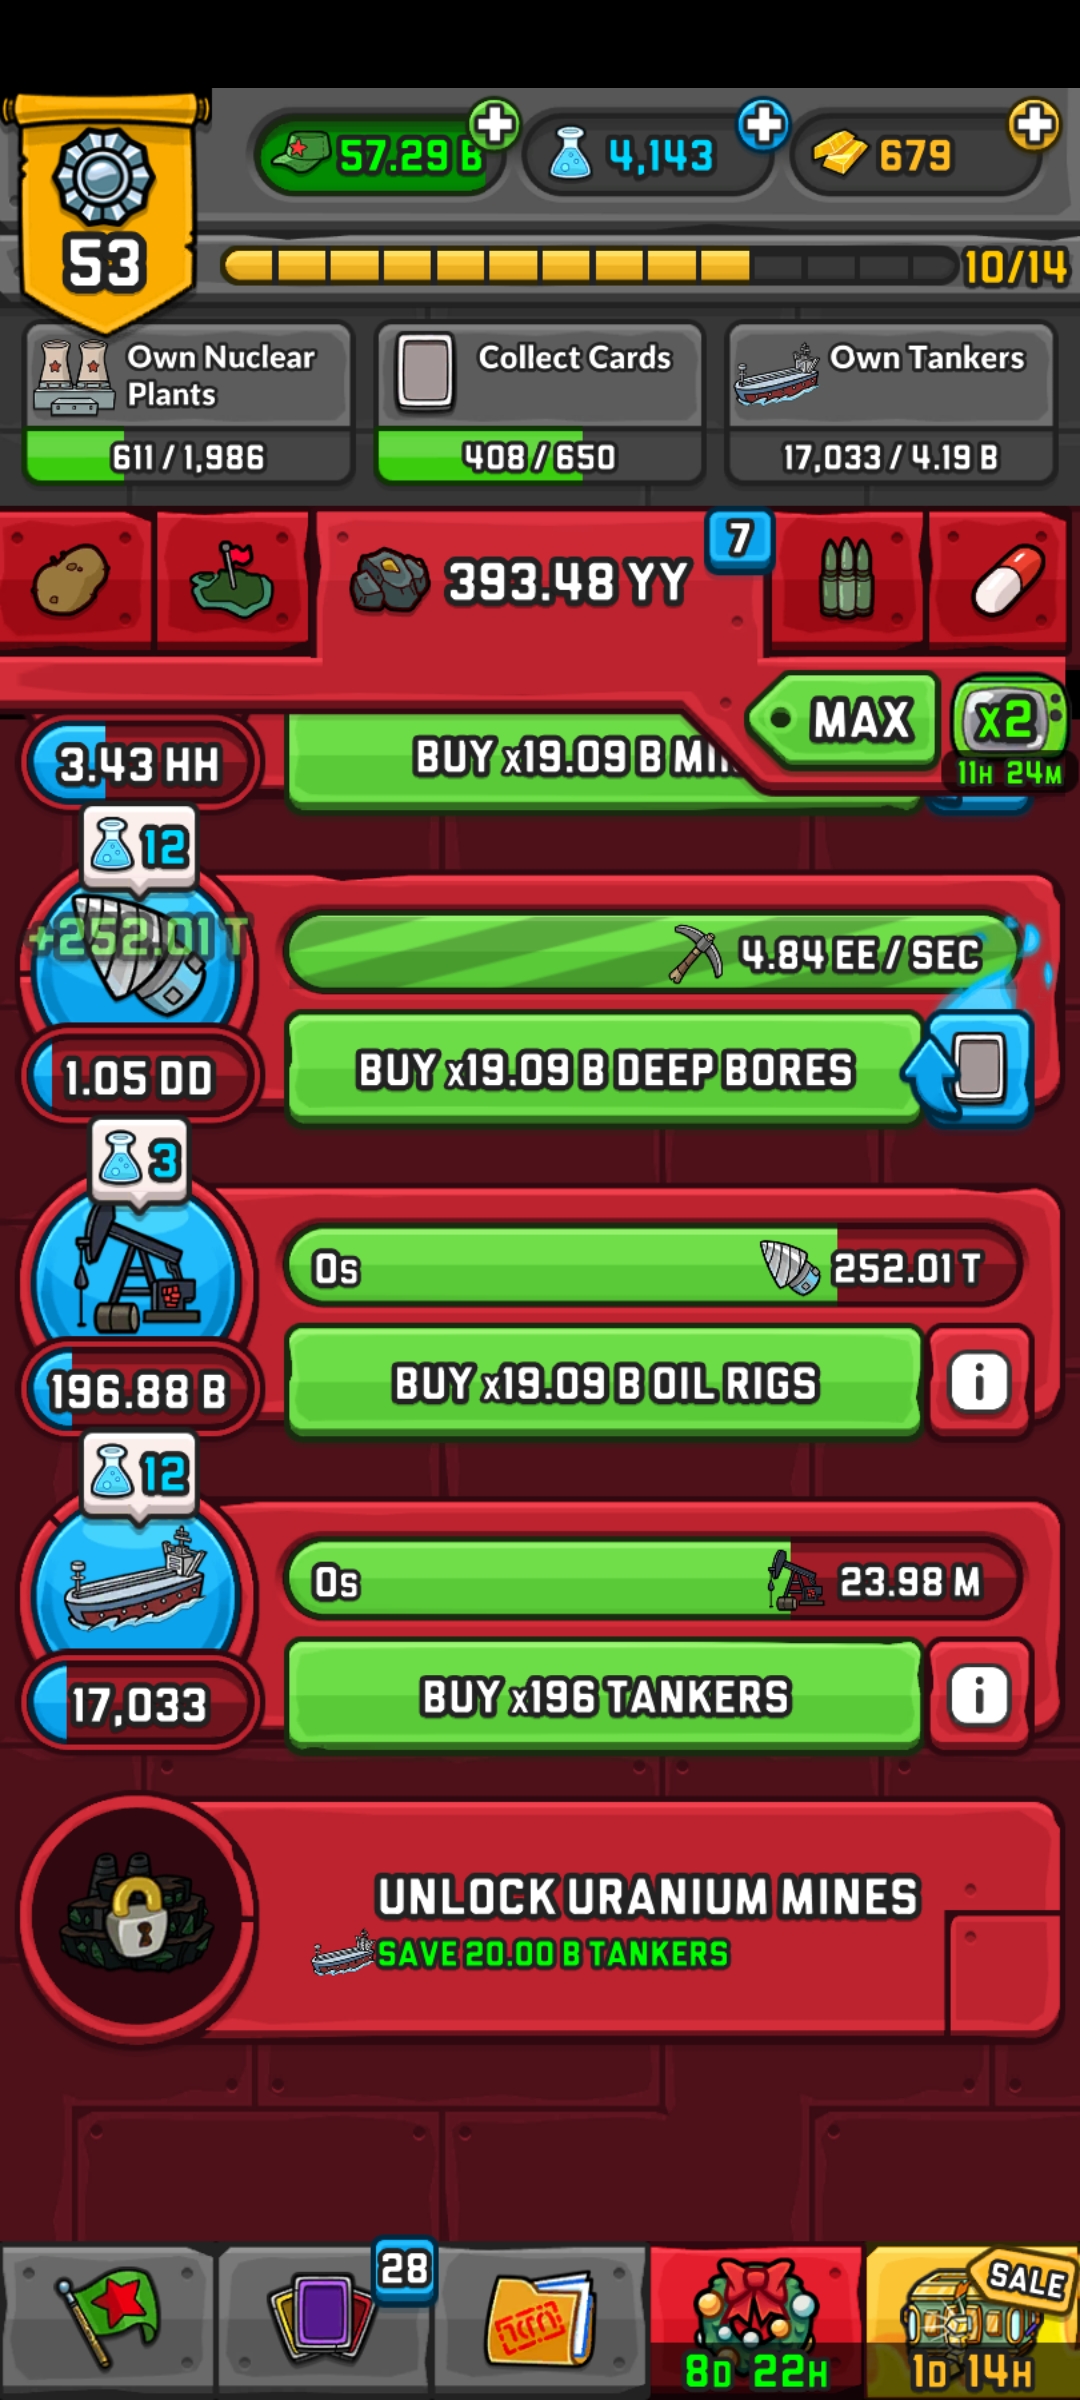 57.29 B
4,143
679
53
10/14
Own Nuclear Plants
Collect Cards
Own Tankers
611 / 1,986
408 / 650
17,033 / 4.19 B
393.48 YY
7
MAX
x2
11H 24M
3.43 HH
BUY x19.09 B
12
+252.01 T
4.84 EE / SEC
1.05 DD
BUY x19.09 B DEEP BORES
3
0s
252.01 T
196.88 B
BUY x19.09 B OIL RIGS
12
0s
23.98 M
17,033
BUY x196 TANKERS
UNLOCK URANIUM MINES
SAVE 20.00 B TANKERS
28
SALE
8D 22H
1D 14H